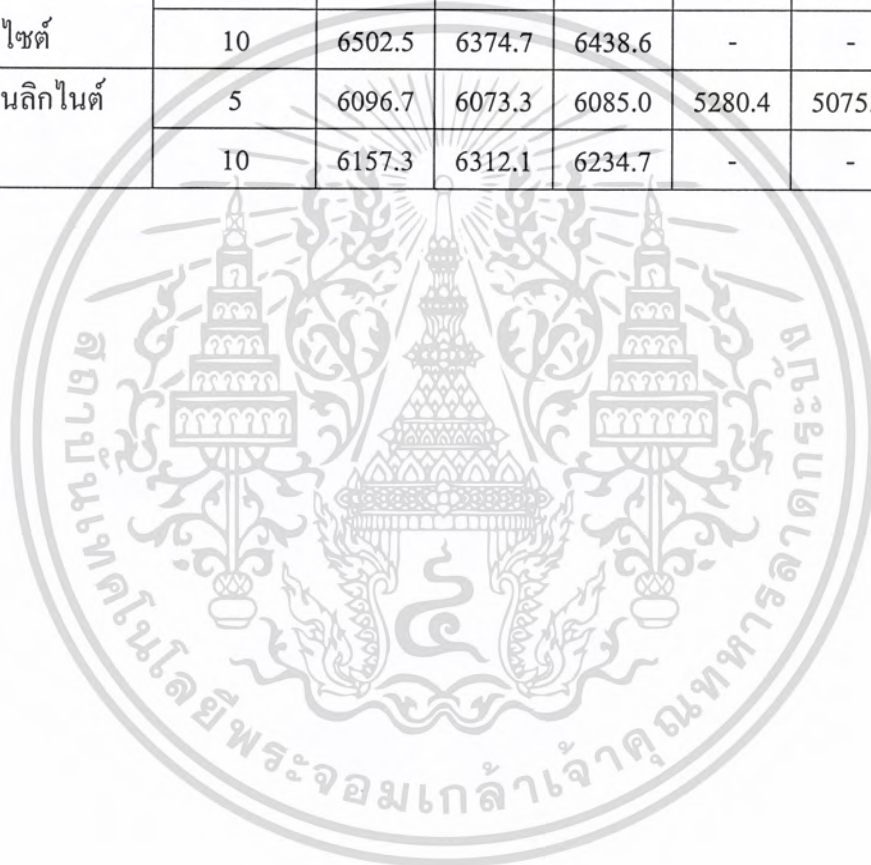 ไซต์ 10 6502.5 6374.7 6438.6 - -
นลิกไนต์ 5 6096.7 6073.3 6085.0 5280.4 5075.
10 6157.3 6312.1 6234.7 - -
สถาบันเทคโนโลยีพระจอมเกล้าเจ้าคุณทหารลาดกระบัง